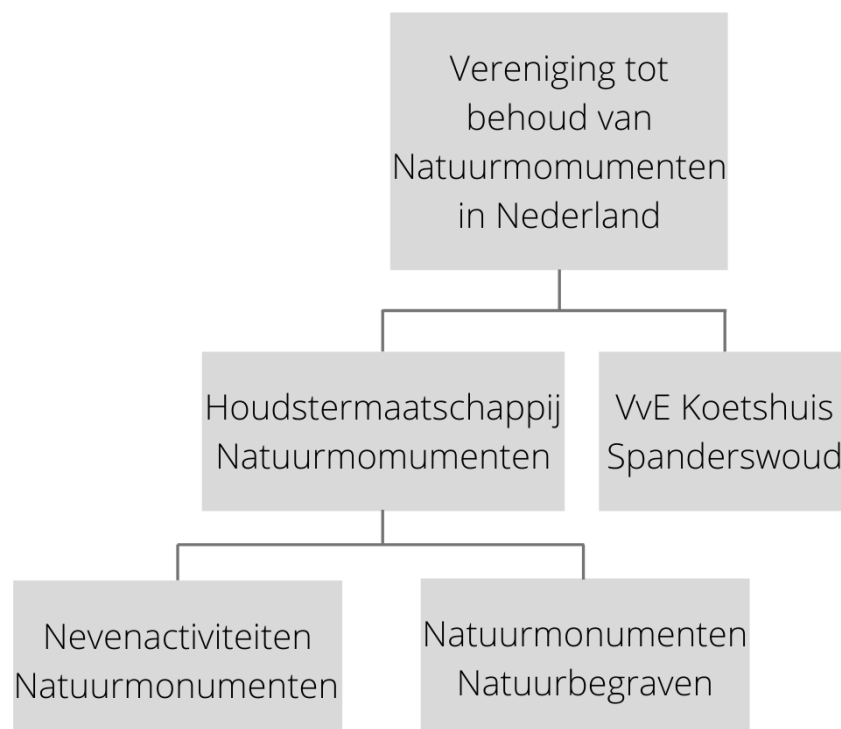 Vereniging tot
behoud van
Natuurmomumenten
in Nederland
Houdstermaatschappij
Natuurmomumenten
VvE Koetshuis
Spanderswoud
Nevenactiviteiten
Natuurmonumenten
Natuurmonumenten
Natuurbegraven